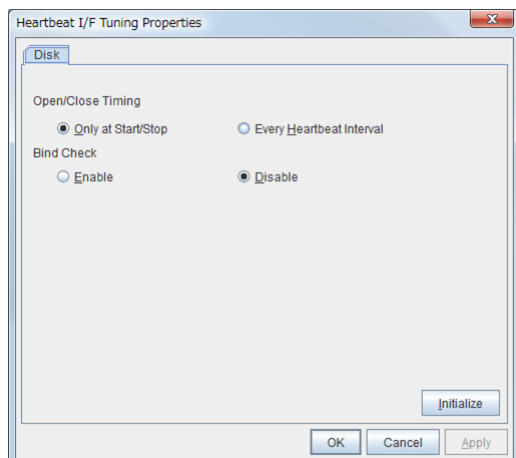 Heartbeat I/F Tuning Properties
Disk
Open/Close Timing
Only at Start/Stop Every Heartbeat Interval
Bind Check
Enable Disable
Initialize
OK Cancel Apply